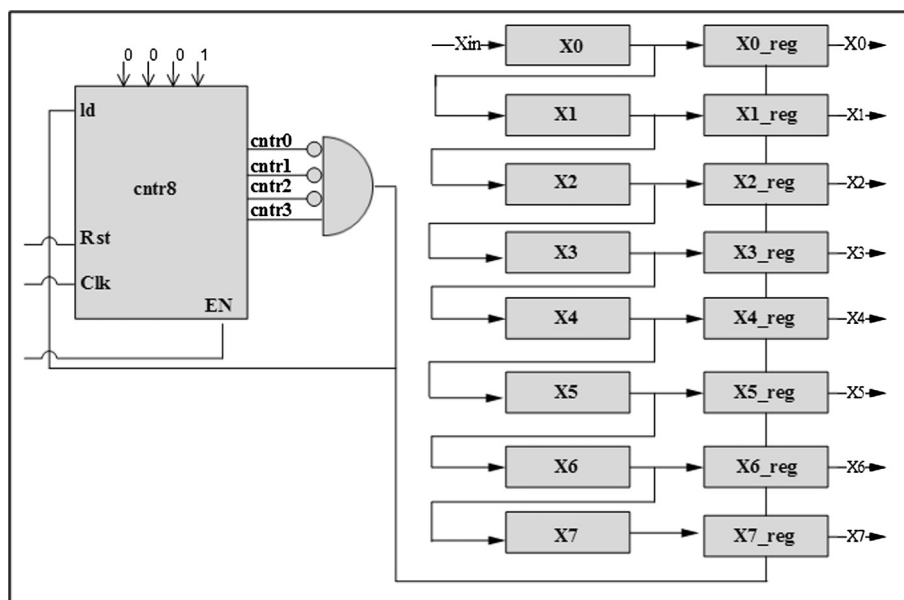 0 0 0 1
ld
cntr8
Rst
Clk
EN
cntr0
cntr1
cntr2
cntr3
Xin X0 X0_reg X0
X1 X1_reg X1
X2 X2_reg X2
X3 X3_reg X3
X4 X4_reg X4
X5 X5_reg X5
X6 X6_reg X6
X7 X7_reg X7